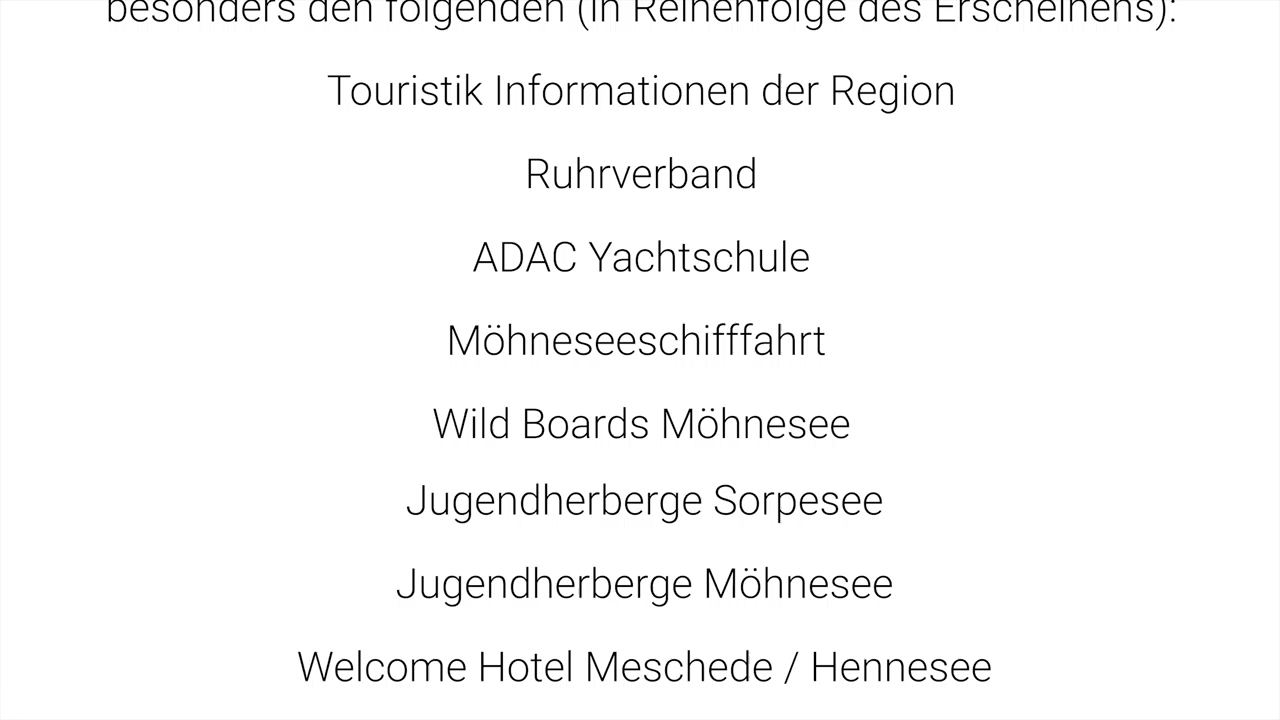 besonders den folgenden (in Reihenfolge des Erscheinens):
Touristik Informationen der Region
Ruhrverband
ADAC Yachtschule
Möhneseeschifffahrt
Wild Boards Möhnesee
Jugendherberge Sorpesee
Jugendherberge Möhnesee
Welcome Hotel Meschede / Hennesee